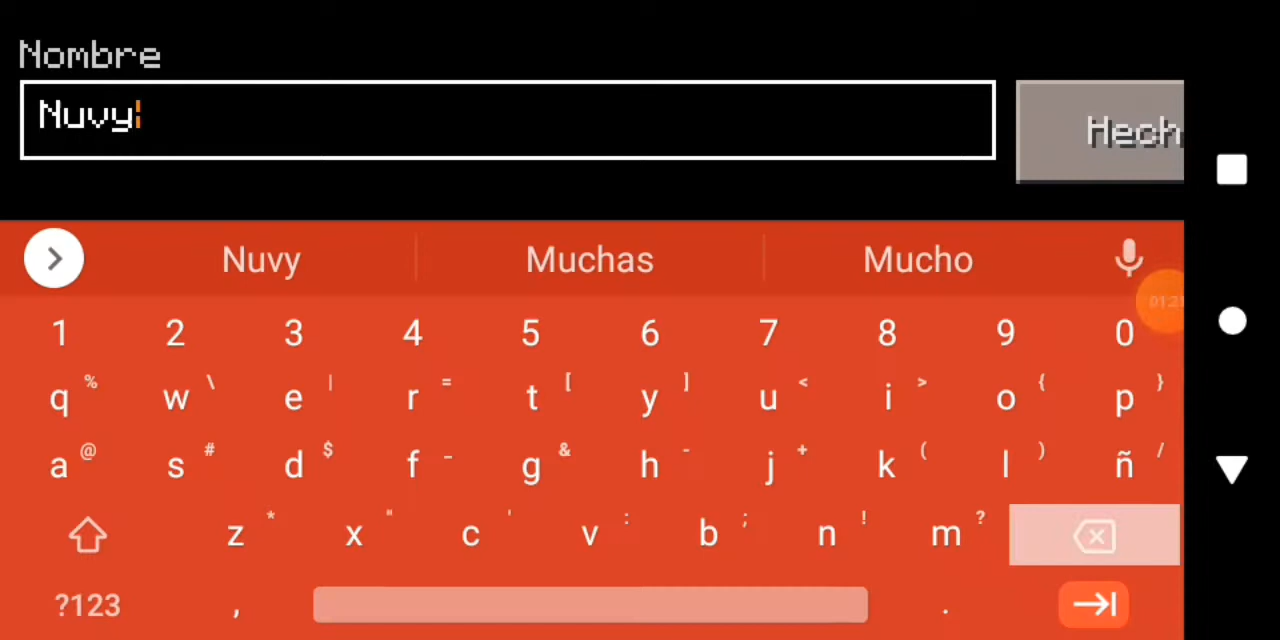 Nombre
Nuvy
Hech
Nuvy Muchas Mucho
1 2 3 4 5 6 7 8 9 0
q % w \ e | r = t [ y ] u < i > o { p }
a @ s # d $ f _ g & h - j + k ( l ) ñ /
z * x " c ' v : b ; n ! m ?
?123 , .